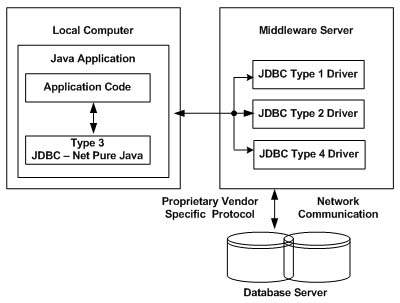 Local Computer
Java Application
Application Code
Type 3
JDBC – Net Pure Java
Middleware Server
JDBC Type 1 Driver
JDBC Type 2 Driver
JDBC Type 4 Driver
Proprietary Vendor
Specific Protocol
Network
Communication
Database Server